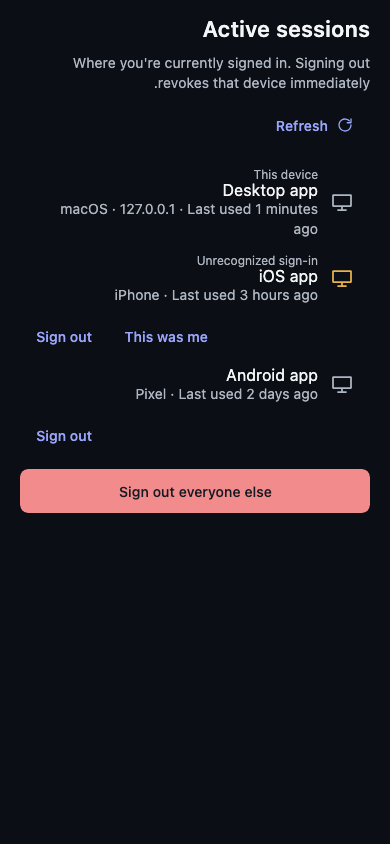 Active sessions
Where you're currently signed in. Signing out
revokes that device immediately.
Refresh
This device
Desktop app
macOS · 127.0.0.1 · Last used 1 minutes
ago
Unrecognized sign-in
iOS app
iPhone · Last used 3 hours ago
This was me
Sign out
Android app
Pixel · Last used 2 days ago
Sign out
Sign out everyone else